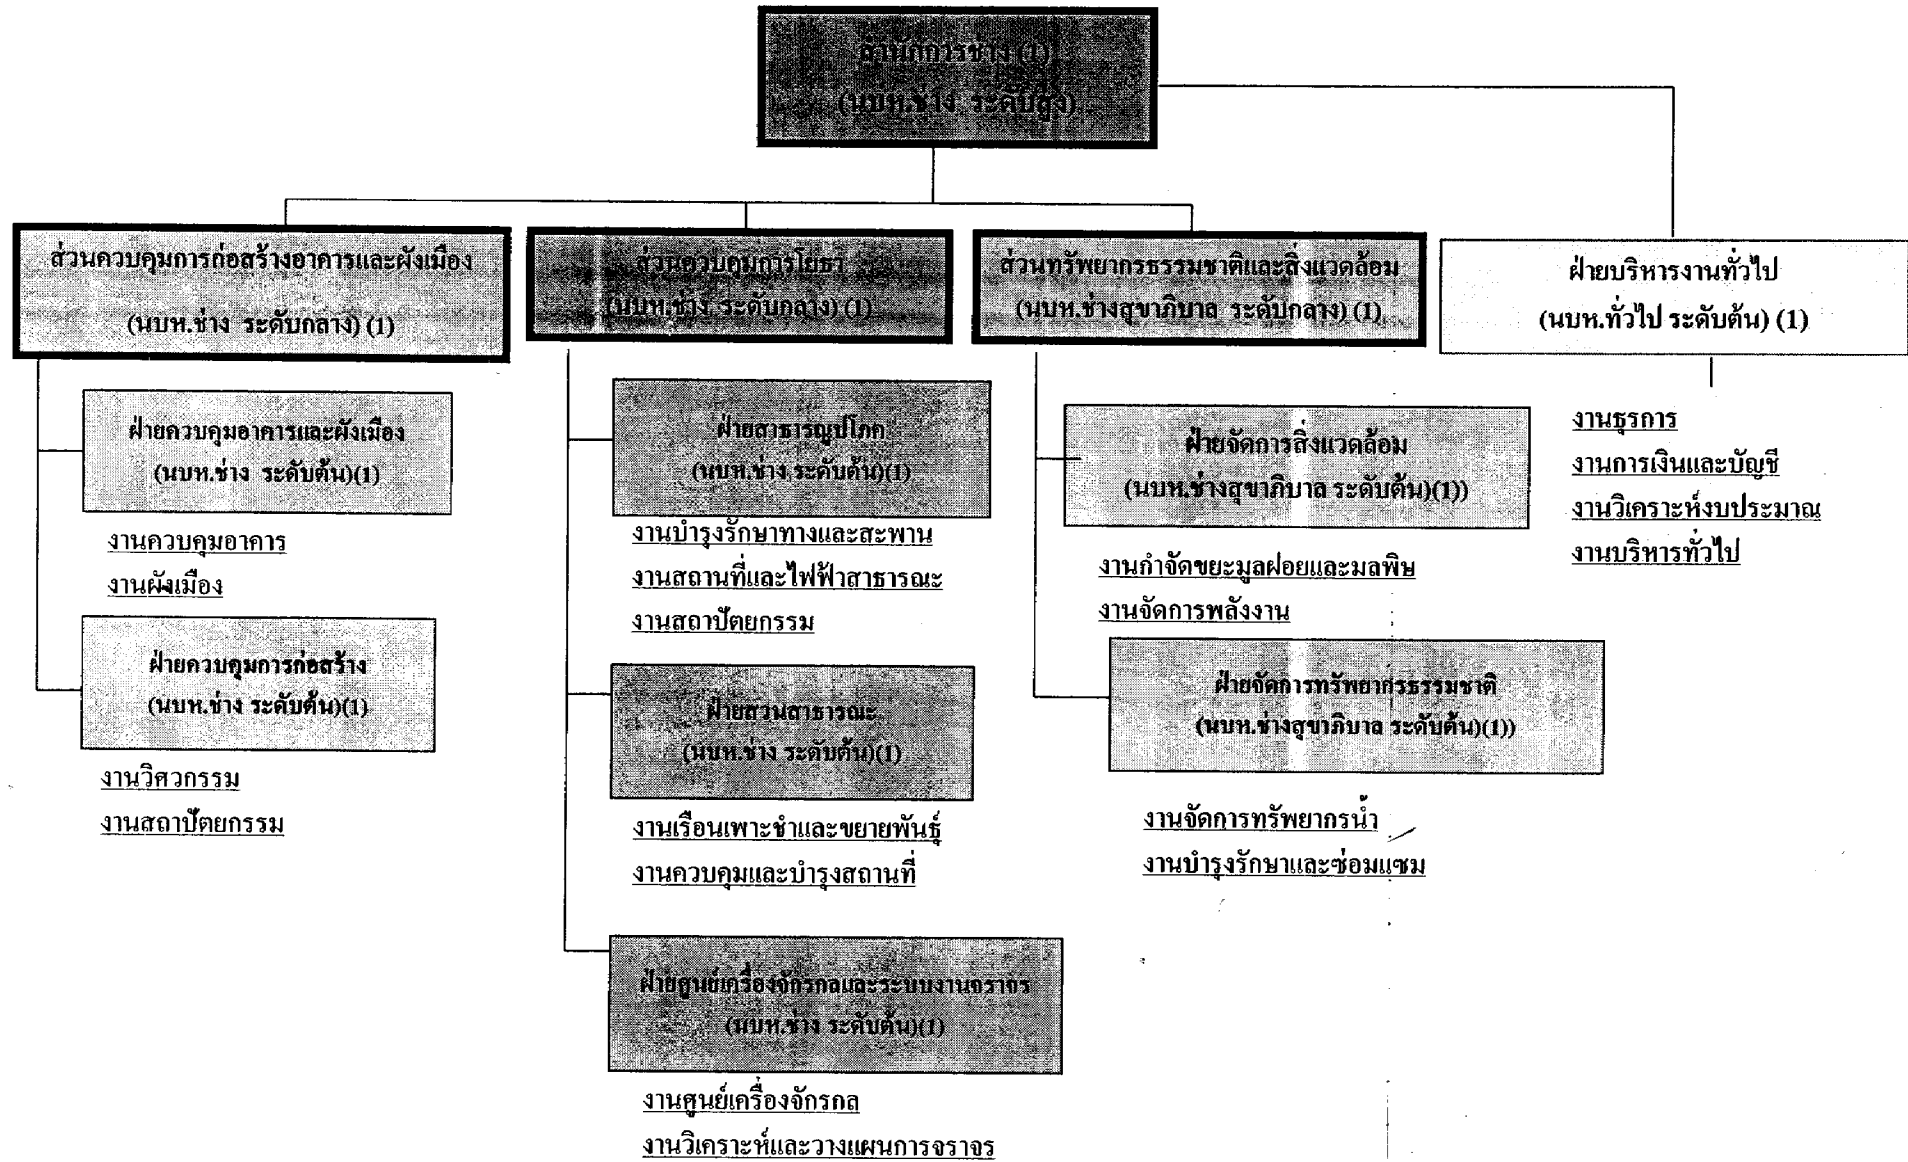 สำนักการช่าง (1)
(นบห.ช่าง ระดับสูง)
ส่วนควบคุมการก่อสร้างอาคารและผังเมือง
(นบห.ช่าง ระดับกลาง) (1)
ฝ่ายควบคุมอาคารและผังเมือง
(นบห.ช่าง ระดับต้น)(1)
งานควบคุมอาคาร
งานผังเมือง
ฝ่ายควบคุมการก่อสร้าง
(นบห.ช่าง ระดับต้น)(1)
งานวิศวกรรม
งานสถาปัตยกรรม
ส่วนควบคุมการโยธา
(นบห.ช่าง ระดับกลาง) (1)
ฝ่ายสาธารณูปโภค
(นบห.ช่าง ระดับต้น)(1)
งานบำรุงรักษาทางและสะพาน
งานสถานที่และไฟฟ้าสาธารณะ
งานสถาปัตยกรรม
ฝ่ายสวนสาธารณะ
(นบห.ช่าง ระดับต้น)(1)
งานเรือนเพาะชำและขยายพันธุ์
งานควบคุมและบำรุงสถานที่
ฝ่ายศูนย์เครื่องจักรกลและระบบงานจราจร
(นบห.ช่าง ระดับต้น)(1)
งานศูนย์เครื่องจักรกล
งานวิเคราะห์และวางแผนการจราจร
ส่วนทรัพยากรธรรมชาติและสิ่งแวดล้อม
(นบห.ช่างสุขาภิบาล ระดับกลาง) (1)
ฝ่ายจัดการสิ่งแวดล้อม
(นบห.ช่างสุขาภิบาล ระดับต้น)(1))
งานกำจัดขยะมูลฝอยและมลพิษ
งานจัดการพลังงาน
ฝ่ายจัดการทรัพยากรธรรมชาติ
(นบห.ช่างสุขาภิบาล ระดับต้น)(1))
งานจัดการทรัพยากรน้ำ
งานบำรุงรักษาและซ่อมแซม
ฝ่ายบริหารงานทั่วไป
(นบห.ทั่วไป ระดับต้น) (1)
งานธุรการ
งานการเงินและบัญชี
งานวิเคราะห์งบประมาณ
งานบริหารทั่วไป